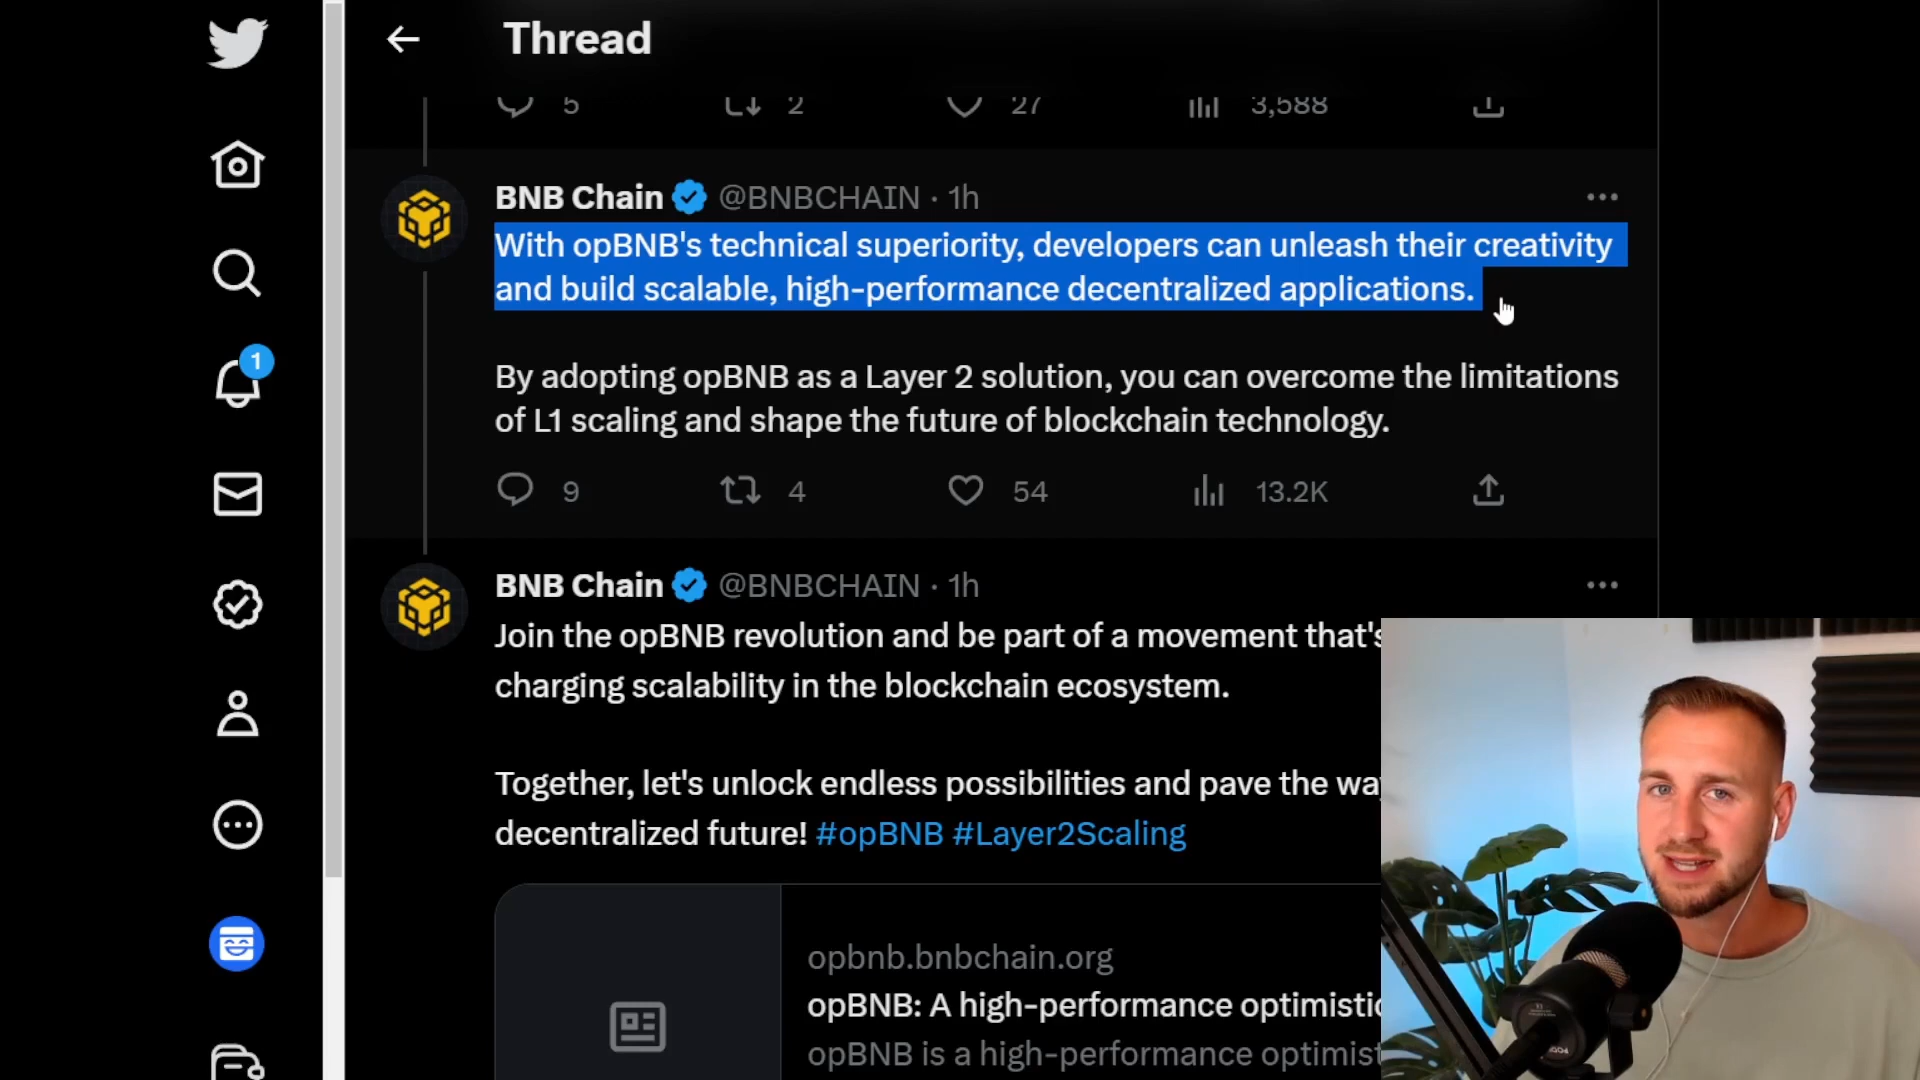 Thread
5 2 27 3,588
BNB Chain @BNBCHAIN · 1h
With opBNB's technical superiority, developers can unleash their creativity
and build scalable, high-performance decentralized applications.
By adopting opBNB as a Layer 2 solution, you can overcome the limitations
of L1 scaling and shape the future of blockchain technology.
1
9 4 54 13.2K
BNB Chain @BNBCHAIN · 1h
Join the opBNB revolution and be part of a movement that's
charging scalability in the blockchain ecosystem.
Together, let's unlock endless possibilities and pave the way
decentralized future! #opBNB #Layer2Scaling
opbnb.bnbchain.org
opBNB: A high-performance optimistic
opBNB is a high-performance optimist